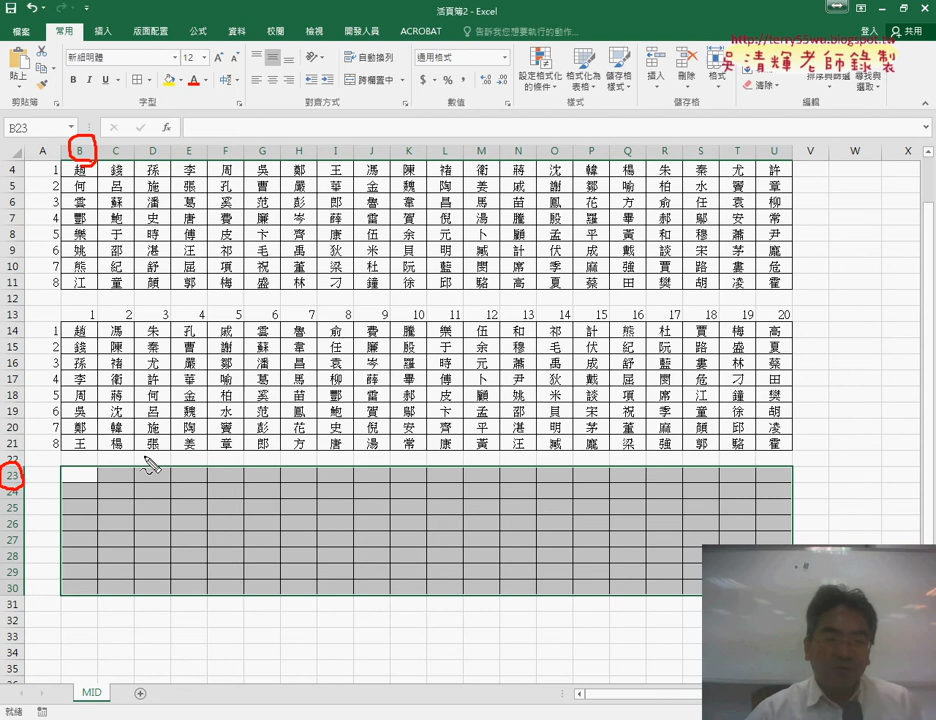 活頁簿2 - Excel
檔案 常用 插入 版面配置 公式 資料 校閱 檢視 開發人員 ACROBAT 告訴我您想要執行的動作... 登入 共用
http://terry55wu.blogspot.tw
吳清輝老師錄製
新細明體 12 自動換列 通用格式
貼上 B I U 跨欄置中 $ % 設定格式化的條件 格式化為表格 儲存格樣式 插入 刪除 格式 清除 排序與篩選 尋找與選取
剪貼簿 字型 對齊方式 數值 樣式 儲存格 編輯
B23 fx
A B C D E F G H I J K L M N O P Q R S T U V W X
4 1 趙 錢 孫 李 周 吳 鄭 王 馮 陳 褚 衛 蔣 沈 韓 楊 朱 秦 尤 許
5 2 何 呂 施 張 孔 曹 嚴 華 金 魏 陶 姜 戚 謝 鄒 喻 柏 水 竇 章
6 3 雲 蘇 潘 葛 奚 范 彭 郎 魯 韋 昌 馬 苗 鳳 花 方 俞 任 袁 柳
7 4 酆 鮑 史 唐 費 廉 岑 薛 雷 賀 倪 湯 滕 殷 羅 畢 郝 鄔 安 常
8 5 樂 于 時 傅 皮 卞 齊 康 伍 余 元 卜 顧 孟 平 黃 和 穆 蕭 尹
9 6 姚 邵 湛 汪 祁 毛 禹 狄 米 貝 明 臧 計 伏 成 戴 談 宋 茅 龐
10 7 熊 紀 舒 屈 項 祝 董 梁 杜 阮 藍 閔 席 季 麻 強 賈 路 婁 危
11 8 江 童 顏 郭 梅 盛 林 刁 鐘 徐 邱 駱 高 夏 蔡 田 樊 胡 凌 霍
12
13 1 2 3 4 5 6 7 8 9 10 11 12 13 14 15 16 17 18 19 20
14 1 趙 馮 朱 孔 戚 雲 魯 俞 費 滕 樂 伍 和 祁 計 熊 杜 賈 梅 高
15 2 錢 陳 秦 曹 謝 蘇 韋 任 廉 殷 于 余 穆 毛 伏 紀 阮 路 盛 夏
16 3 孫 褚 尤 嚴 鄒 潘 昌 袁 岑 羅 時 元 蕭 禹 成 舒 藍 婁 林 蔡
17 4 李 衛 許 華 喻 葛 馬 柳 薛 畢 傅 卜 尹 狄 戴 屈 閔 危 刁 田
18 5 周 蔣 何 金 柏 奚 苗 酆 雷 郝 皮 顧 姚 米 談 項 席 江 鐘 樊
19 6 吳 沈 呂 魏 水 范 鳳 鮑 賀 鄔 卞 孟 邵 貝 宋 祝 季 童 徐 胡
20 7 鄭 韓 施 陶 竇 彭 花 史 倪 安 齊 平 湛 明 茅 董 麻 顏 邱 凌
21 8 王 楊 張 姜 章 郎 方 唐 湯 常 康 黃 汪 臧 龐 梁 強 郭 駱 霍
22
23
24
25
26
27
28
29
30
31
32
33
34
35
MID
就緒